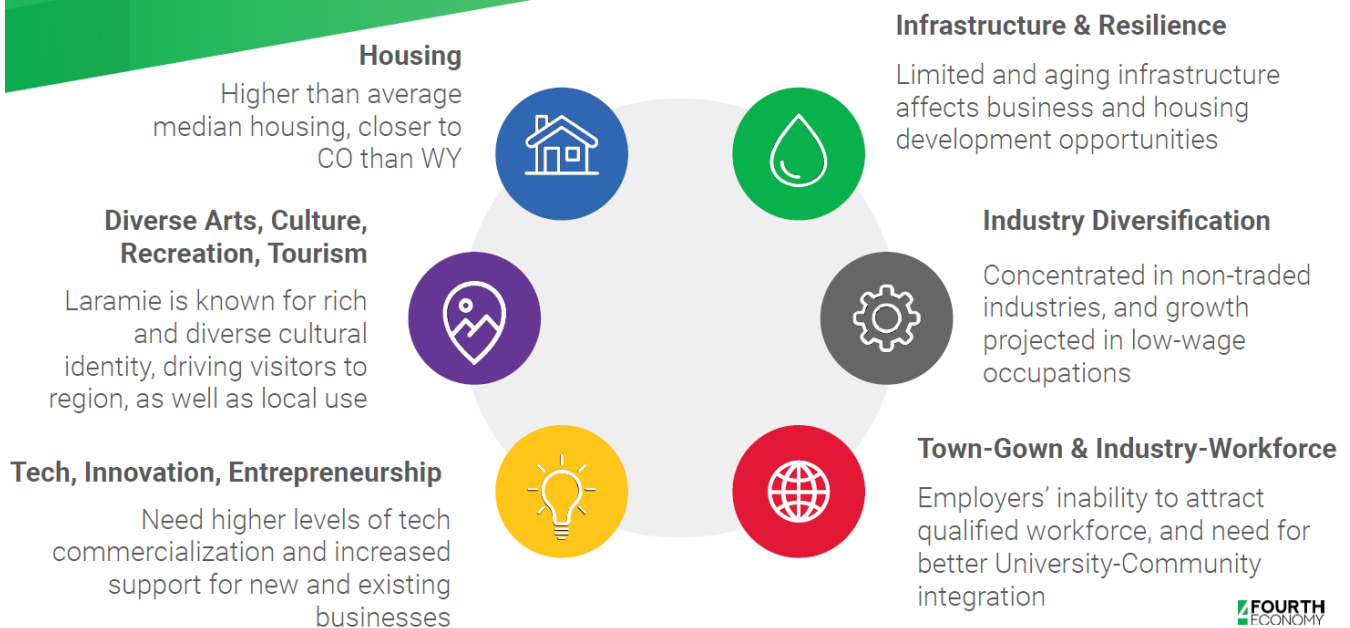 Housing
Higher than average
median housing, closer to
CO than WY
Diverse Arts, Culture,
Recreation, Tourism
Laramie is known for rich
and diverse cultural
identity, driving visitors to
region, as well as local use
Tech, Innovation, Entrepreneurship
Need higher levels of tech
commercialization and increased
support for new and existing
businesses
Infrastructure & Resilience
Limited and aging infrastructure
affects business and housing
development opportunities
Industry Diversification
Concentrated in non-traded
industries, and growth
projected in low-wage
occupations
Town-Gown & Industry-Workforce
Employers’ inability to attract
qualified workforce, and need for
better University-Community
integration
FOURTH
ECONOMY